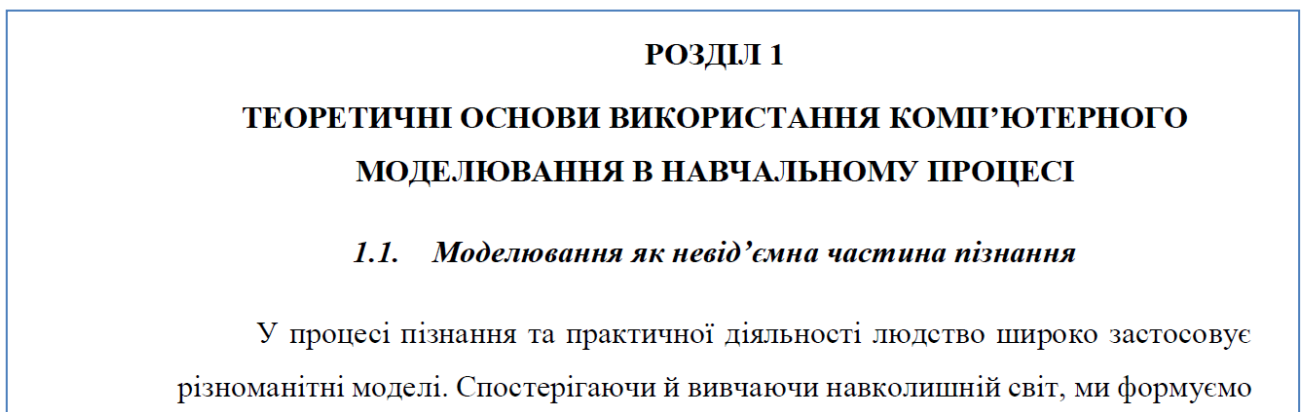 РОЗДІЛ 1
ТЕОРЕТИЧНІ ОСНОВИ ВИКОРИСТАННЯ КОМП’ЮТЕРНОГО
МОДЕЛЮВАННЯ В НАВЧАЛЬНОМУ ПРОЦЕСІ
1.1. Моделювання як невід’ємна частина пізнання
У процесі пізнання та практичної діяльності людство широко застосовує
різноманітні моделі. Спостерігаючи й вивчаючи навколишній світ, ми формуємо